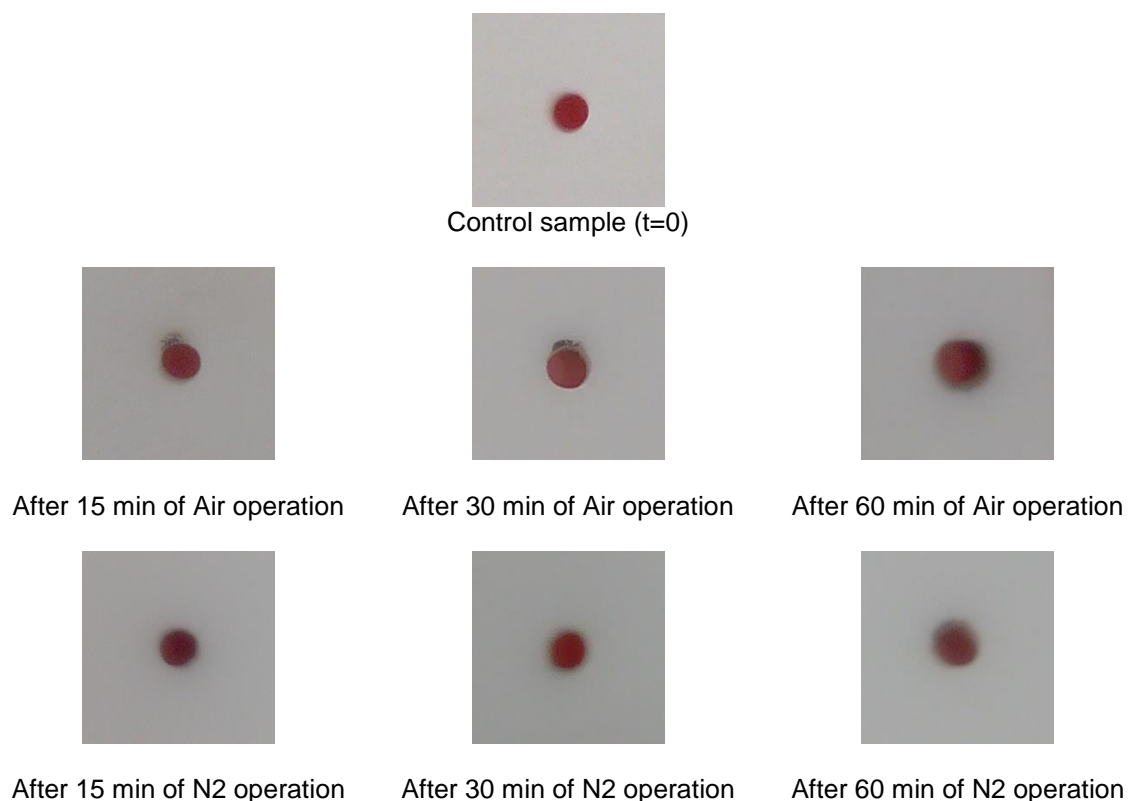 Control sample (t=0)
After 15 min of Air operation
After 30 min of Air operation
After 60 min of Air operation
After 15 min of N2 operation
After 30 min of N2 operation
After 60 min of N2 operation